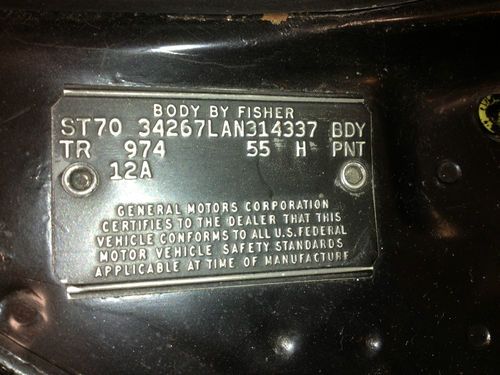 BODY BY FISHER
ST70 34267LAN314337 BDY
TR 974 55 H PNT
12A
GENERAL MOTORS CORPORATION
CERTIFIES TO THE DEALER THAT THIS
VEHICLE CONFORMS TO ALL U.S. FEDERAL
MOTOR VEHICLE SAFETY STANDARDS
APPLICABLE AT TIME OF MANUFACTURE